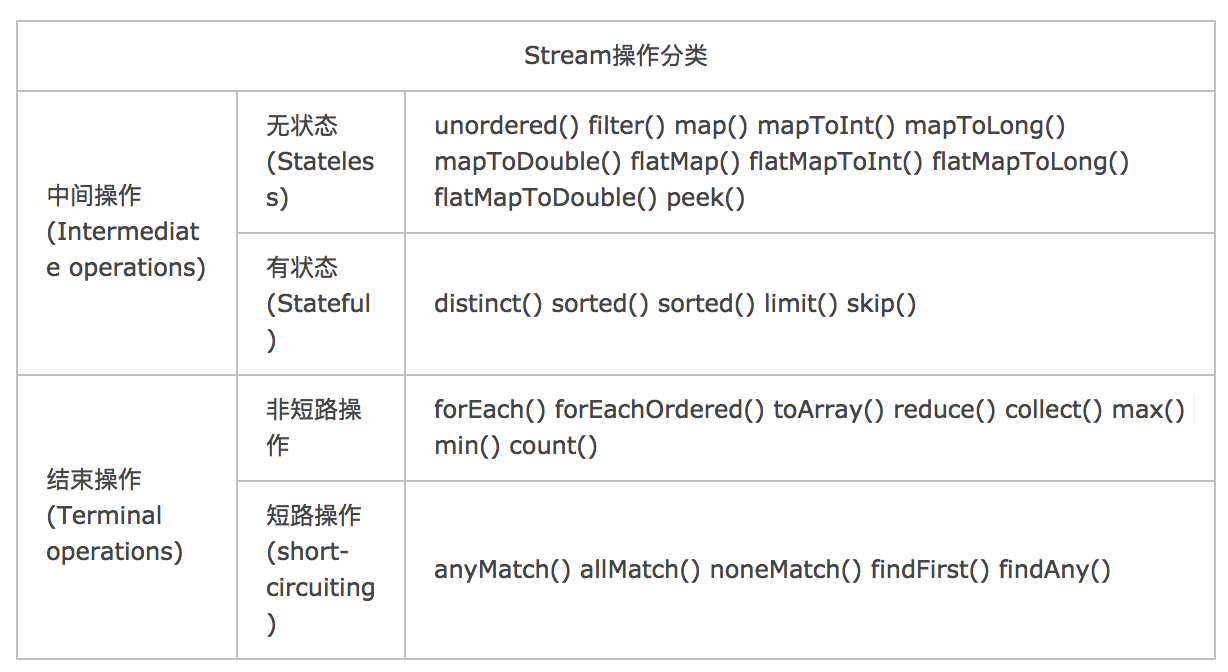 Stream操作分类
中间操作
(Intermediat
e operations)
无状态
(Stateles
s)
unordered() filter() map() mapToInt() mapToLong()
mapToDouble() flatMap() flatMapToInt() flatMapToLong()
flatMapToDouble() peek()
有状态
(Stateful
)
distinct() sorted() sorted() limit() skip()
结束操作
(Terminal
operations)
非短路操
作
forEach() forEachOrdered() toArray() reduce() collect() max()
min() count()
短路操作
(short-
circuiting
)
anyMatch() allMatch() noneMatch() findFirst() findAny()